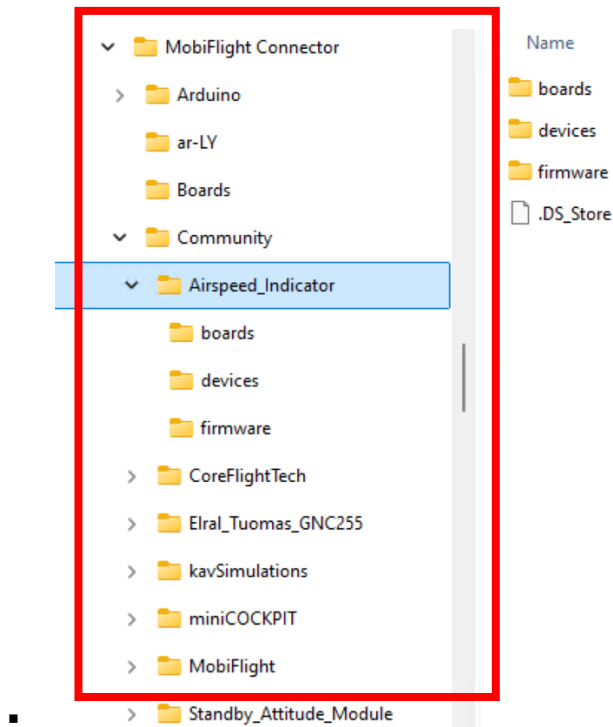 MobiFlight Connector
Arduino
ar-LY
Boards
Community
Airspeed_Indicator
boards
devices
firmware
CoreFlightTech
Elral_Tuomas_GNC255
kavSimulations
miniCOCKPIT
MobiFlight
Standby_Attitude_Module
Name
boards
devices
firmware
.DS_Store